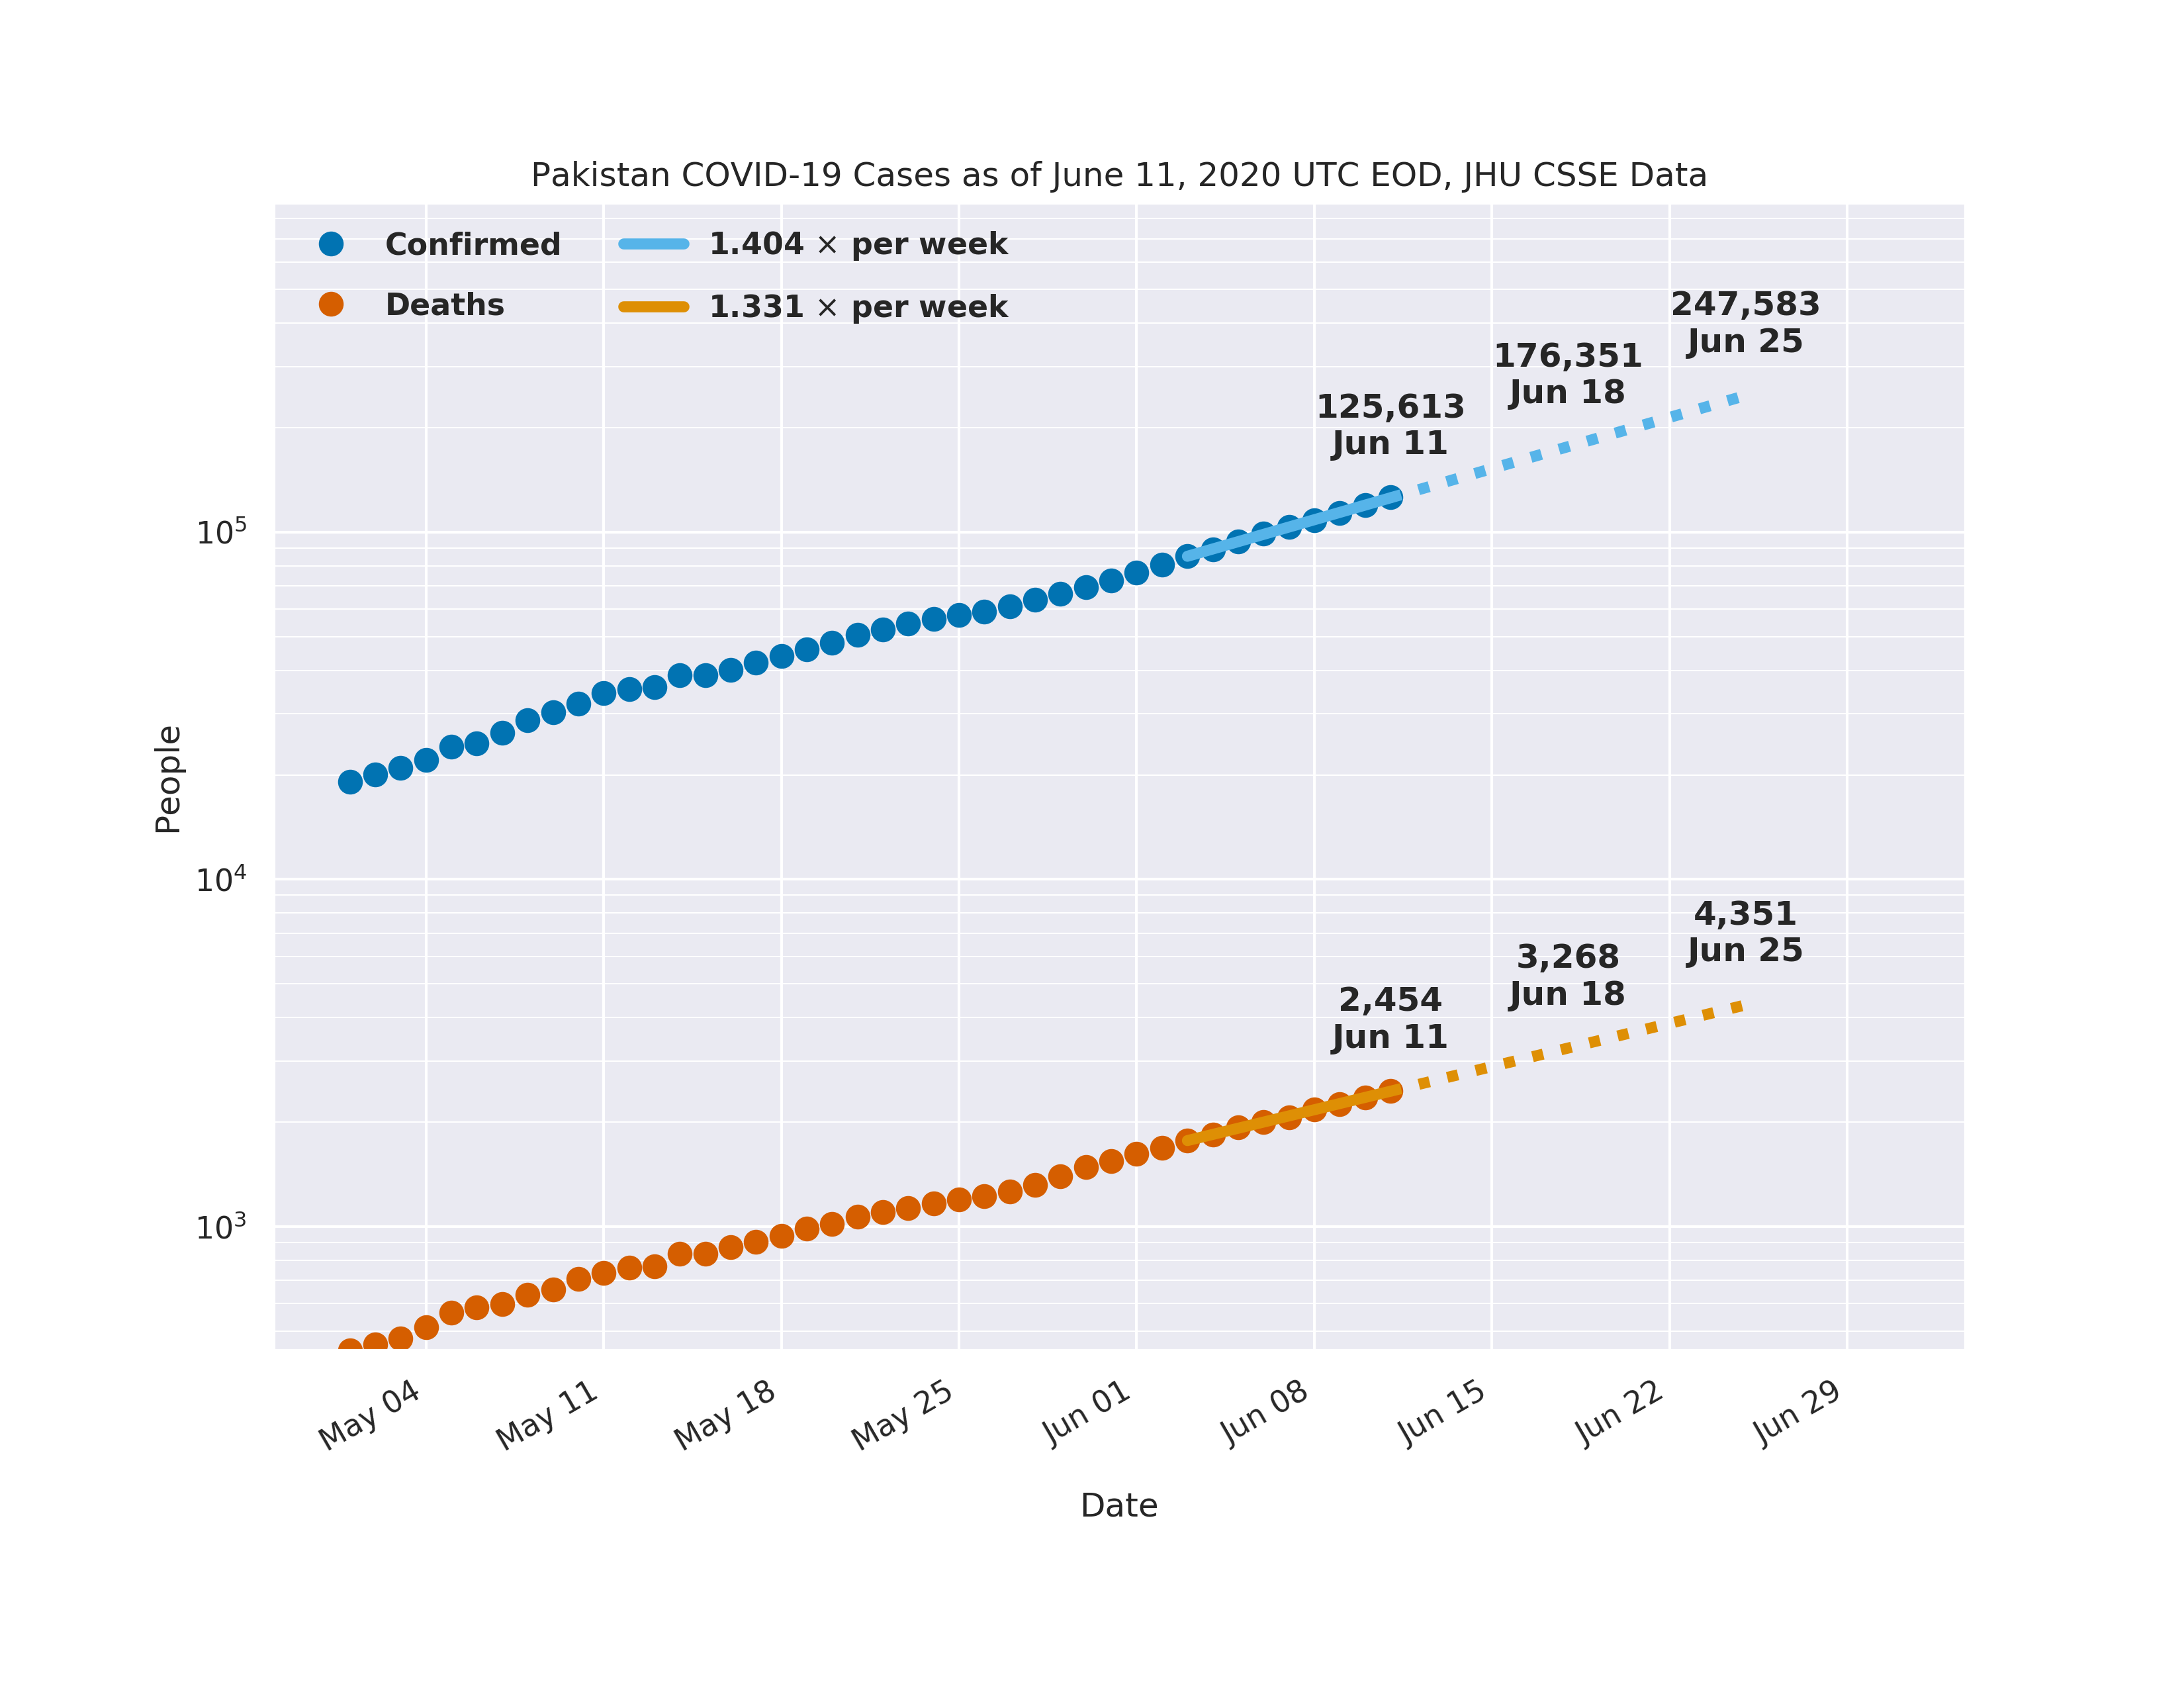 Pakistan COVID-19 Cases as of June 11, 2020 UTC EOD, JHU CSSE Data
Confirmed
1.404 × per week
Deaths
1.331 × per week
247,583
Jun 25
176,351
Jun 18
125,613
Jun 11
4,351
Jun 25
3,268
Jun 18
2,454
Jun 11
People
10⁵
10⁴
10³
May 04
May 11
May 18
May 25
Jun 01
Jun 08
Jun 15
Jun 22
Jun 29
Date